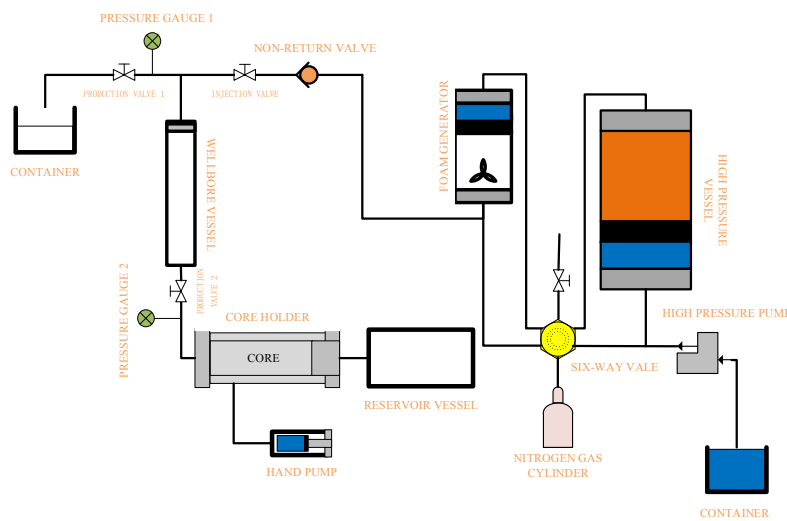 PRESSURE GAUGE 1
NON-RETURN VALVE
PRODUCTION VALVE 1
INJECTION VALVE
CONTAINER
WELLBORE VESSEL
FOAM GENERATOR
HIGH PRESSURE
VESSEL
PRESSURE GAUGE 2
PRODUCTION
VALVE 2
CORE HOLDER
CORE
HIGH PRESSURE PUMP
SIX-WAY VALE
RESERVOIR VESSEL
HAND PUMP
NITROGEN GAS
CYLINDER
CONTAINER